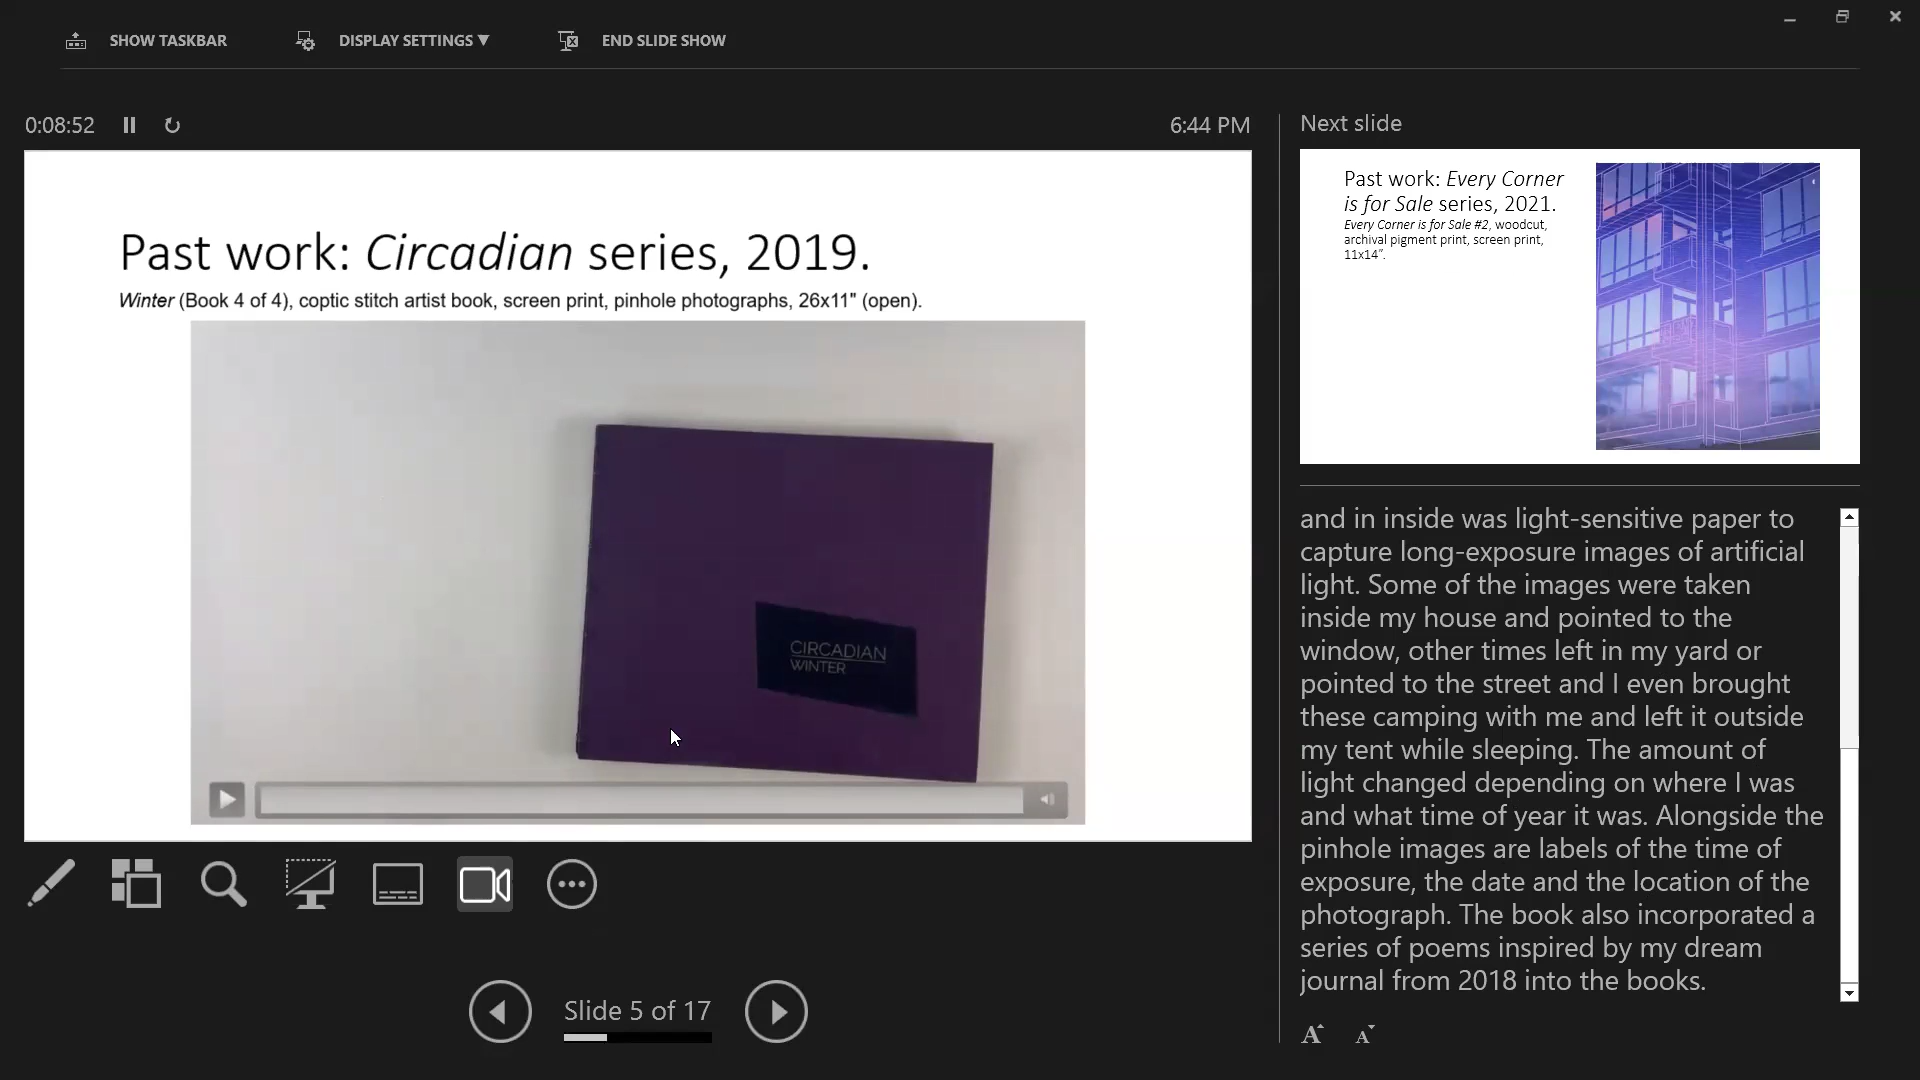 SHOW TASKBAR
DISPLAY SETTINGS ▼
END SLIDE SHOW
0:08:52
6:44 PM
Past work: Circadian series, 2019.
Winter (Book 4 of 4), coptic stitch artist book, screen print, pinhole photographs, 26x11" (open).
CIRCADIAN
WINTER
Slide 5 of 17
Next slide
Past work: Every Corner
is for Sale series, 2021.
Every Corner is for Sale #2, woodcut,
archival pigment print, screen print,
11x14".
and in inside was light-sensitive paper to
capture long-exposure images of artificial
light. Some of the images were taken
inside my house and pointed to the
window, other times left in my yard or
pointed to the street and I even brought
these camping with me and left it outside
my tent while sleeping. The amount of
light changed depending on where I was
and what time of year it was. Alongside the
pinhole images are labels of the time of
exposure, the date and the location of the
photograph. The book also incorporated a
series of poems inspired by my dream
journal from 2018 into the books.
A A